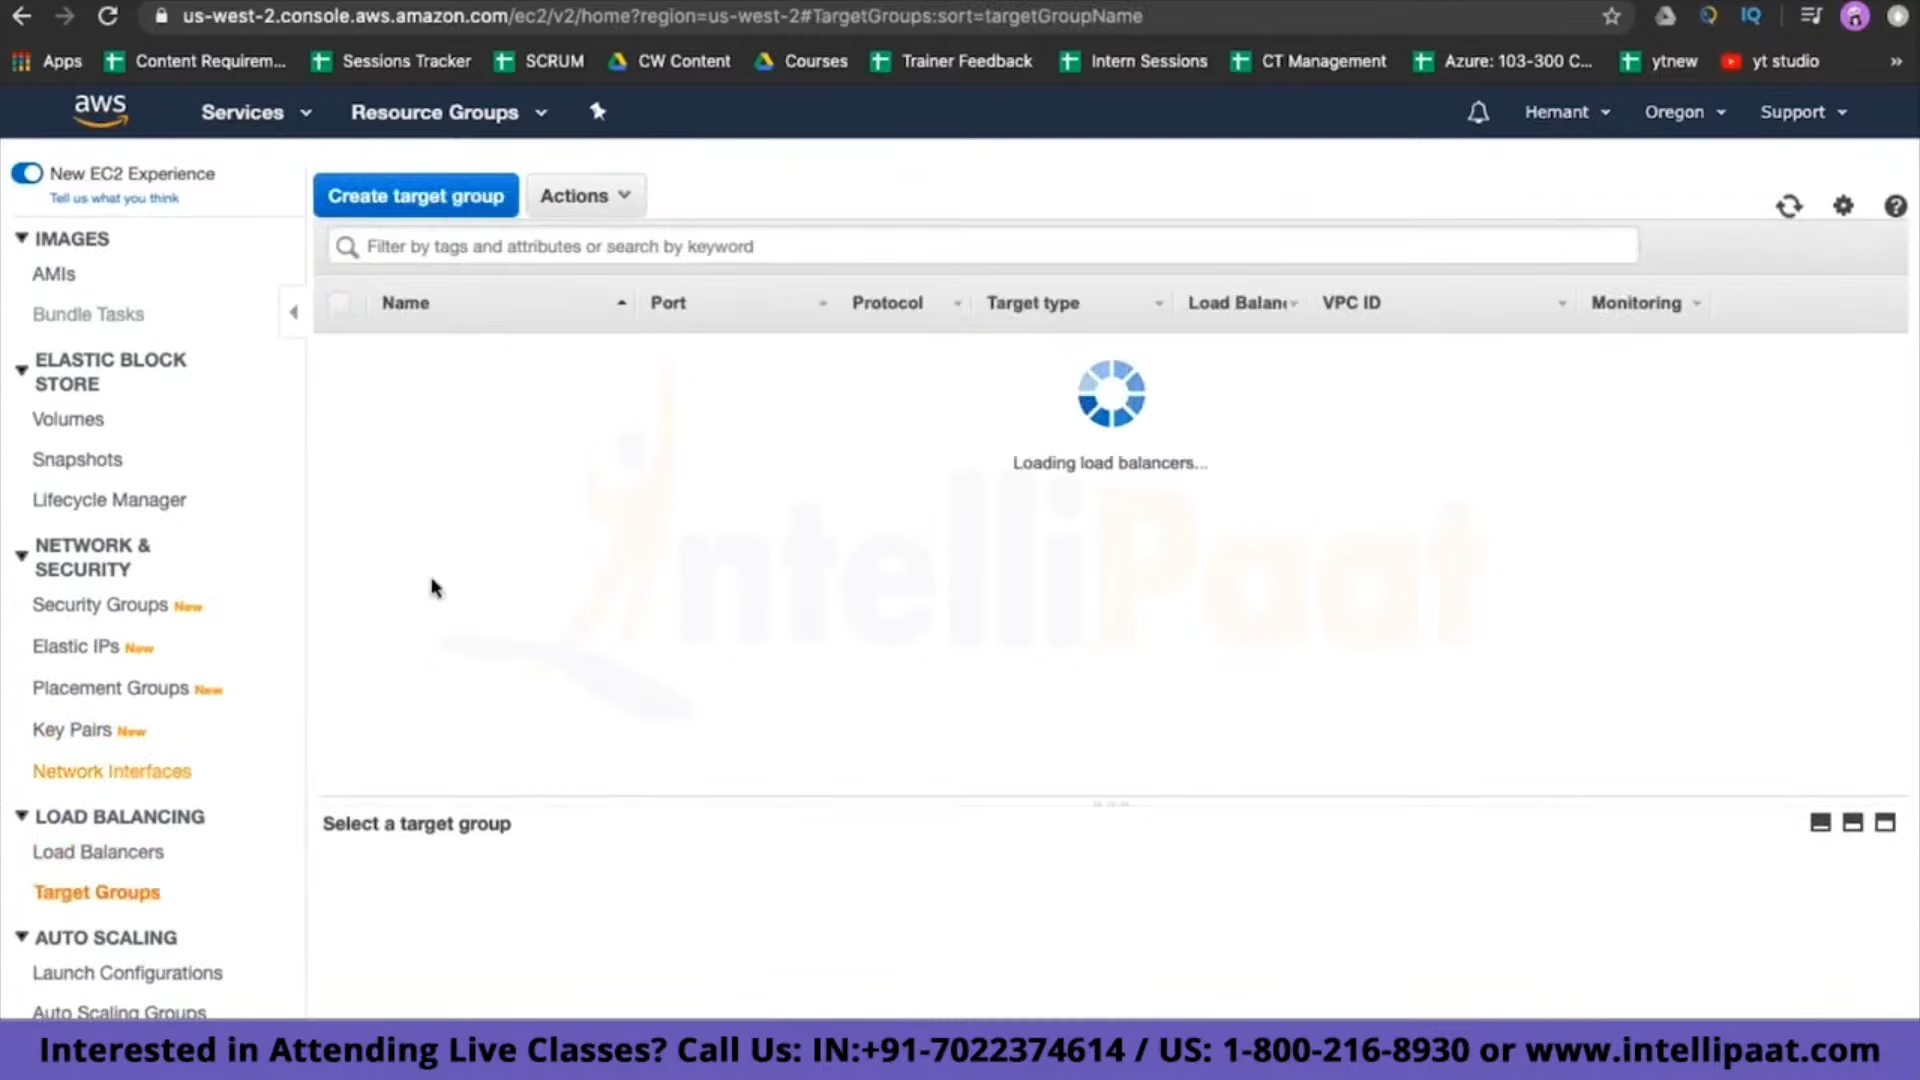 us-west-2.console.aws.amazon.com/ec2/v2/home?region=us-west-2#TargetGroups:sort=targetGroupName
IQ
Apps Content Requirem... Sessions Tracker SCRUM CW Content Courses Trainer Feedback Intern Sessions CT Management Azure: 103-300 C... ytnew yt studio »
aws Services Resource Groups Hemant Oregon Support
New EC2 Experience
Tell us what you think
IMAGES
AMIs
Bundle Tasks
ELASTIC BLOCK
STORE
Volumes
Snapshots
Lifecycle Manager
NETWORK &
SECURITY
Security Groups New
Elastic IPs New
Placement Groups New
Key Pairs New
Network Interfaces
LOAD BALANCING
Load Balancers
Target Groups
AUTO SCALING
Launch Configurations
Auto Scaling Groups
Create target group Actions
Filter by tags and attributes or search by keyword
Name Port Protocol Target type Load Balan VPC ID Monitoring
Loading load balancers...
IntelliPaat
Select a target group
Interested in Attending Live Classes? Call Us: IN:+91-7022374614 / US: 1-800-216-8930 or www.intellipaat.com